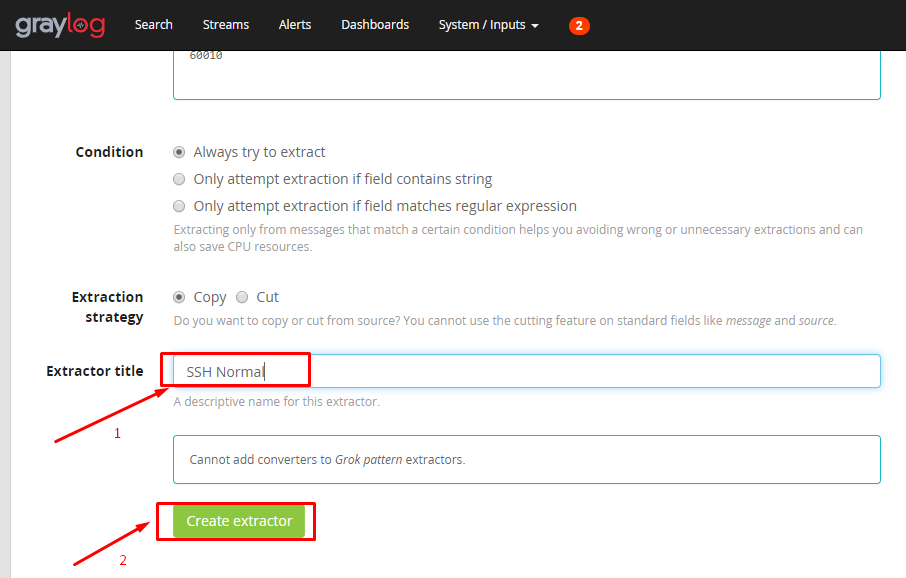 graylog Search Streams Alerts Dashboards System / Inputs 2
60010
Condition Always try to extract
Only attempt extraction if field contains string
Only attempt extraction if field matches regular expression
Extracting only from messages that match a certain condition helps you avoiding wrong or unnecessary extractions and can
also save CPU resources.
Extraction strategy Copy Cut
Do you want to copy or cut from source? You cannot use the cutting feature on standard fields like message and source.
Extractor title SSH Normal
A descriptive name for this extractor.
1
Cannot add converters to Grok pattern extractors.
Create extractor
2